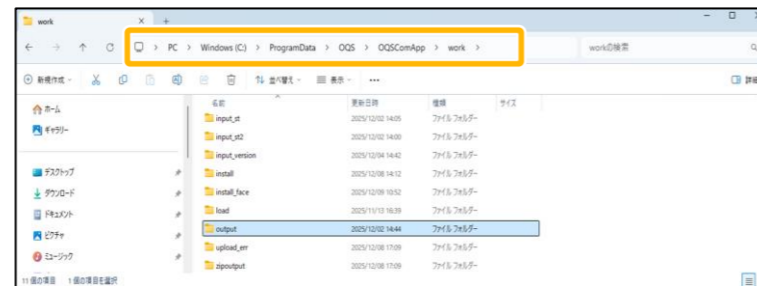 work
PC > Windows (C:) > ProgramData > OQS > OQSComApp > work >
workの検索
新規作成
並べ替え
表示
詳細
ホーム
ギャラリー
デスクトップ
ダウンロード
ドキュメント
ピクチャ
ミュージック
名前 更新日時 種類 サイズ
input_st 2025/12/02 14:05 ファイル フォルダー
input_st2 2025/12/02 14:00 ファイル フォルダー
input_version 2025/12/04 14:42 ファイル フォルダー
install 2025/12/08 14:12 ファイル フォルダー
install_face 2025/12/09 10:52 ファイル フォルダー
load 2025/11/13 16:39 ファイル フォルダー
output 2025/12/02 14:44 ファイル フォルダー
upload_err 2025/12/08 17:09 ファイル フォルダー
zipoutput 2025/12/08 17:09 ファイル フォルダー
11 個の項目 1 個の項目を選択